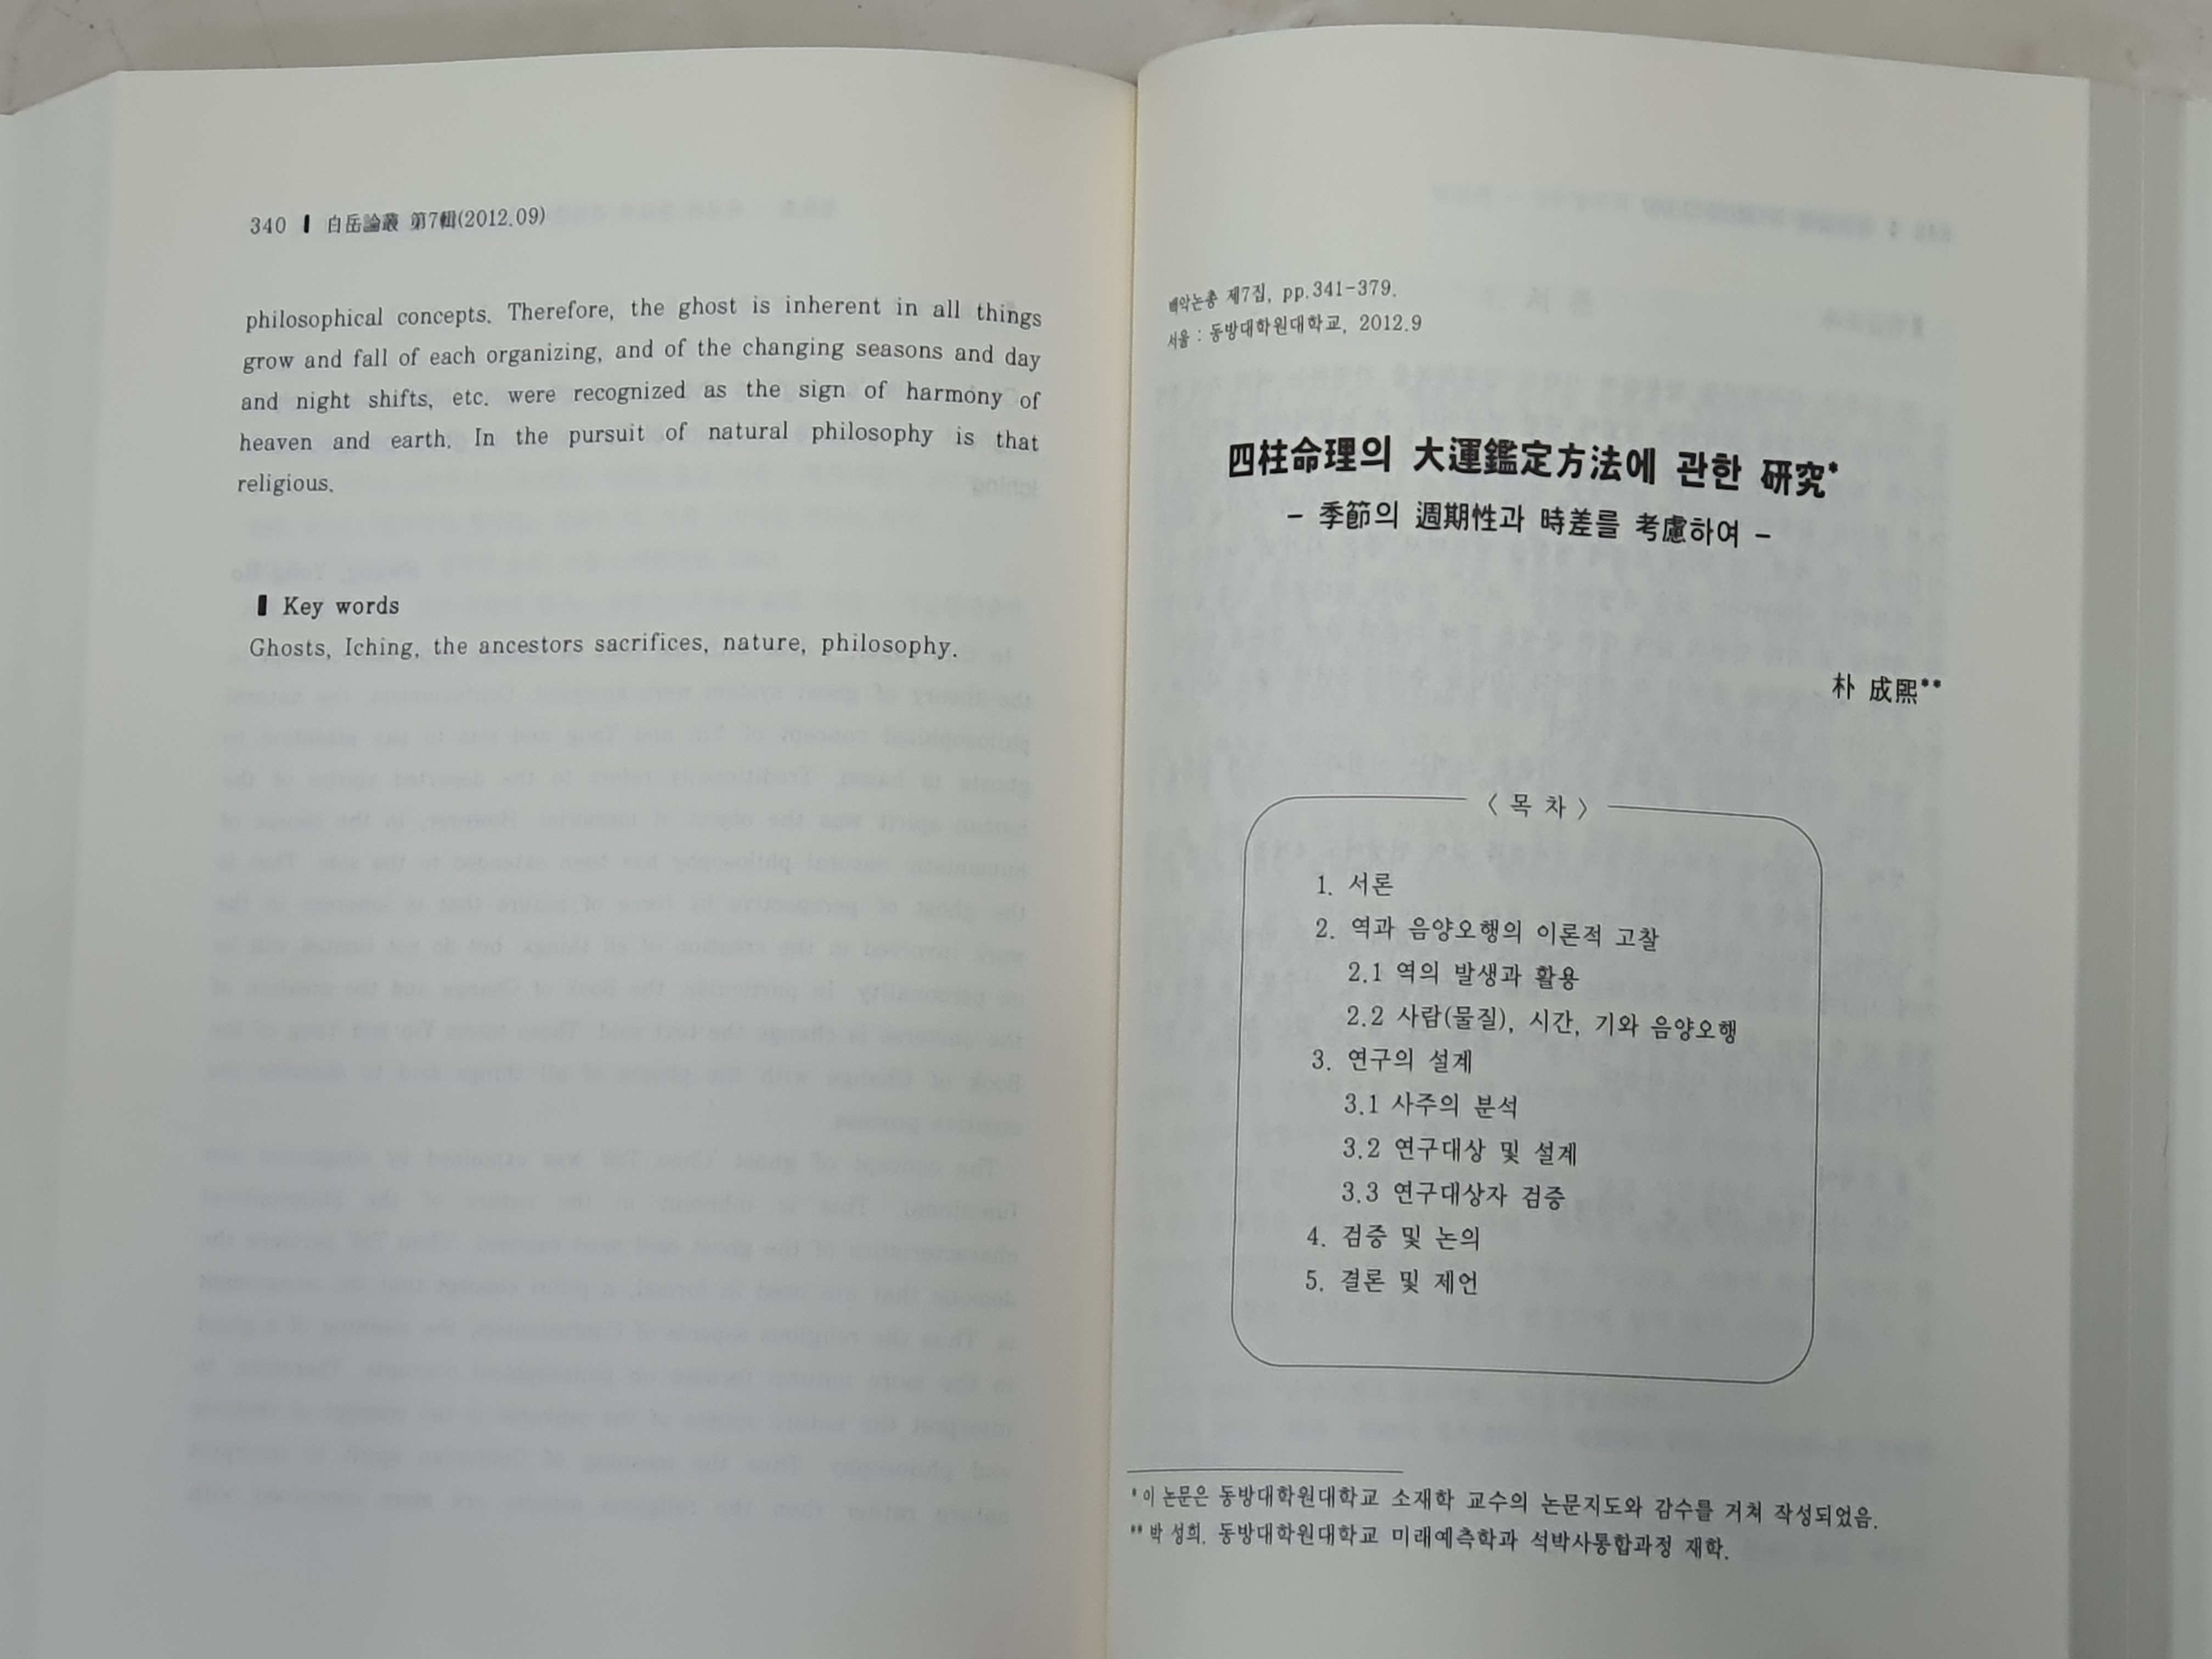 340 ▌ 白岳論叢 第7輯(2012.09)
philosophical concepts. Therefore, the ghost is inherent in all things
grow and fall of each organizing, and of the changing seasons and day
and night shifts, etc. were recognized as the sign of harmony of
heaven and earth. In the pursuit of natural philosophy is that
religious.
▌ Key words
Ghosts, Iching, the ancestors sacrifices, nature, philosophy.
백악논총 제7집, pp.341-379.
서울 : 동방대학원대학교, 2012.9
四柱命理의 大運鑑定方法에 관한 研究*
- 季節의 週期性과 時差를 考慮하여 -
朴 成熙**
〈 목 차 〉
1. 서론
2. 역과 음양오행의 이론적 고찰
2.1 역의 발생과 활용
2.2 사람(물질), 시간, 기와 음양오행
3. 연구의 설계
3.1 사주의 분석
3.2 연구대상 및 설계
3.3 연구대상자 검증
4. 검증 및 논의
5. 결론 및 제언
* 이 논문은 동방대학원대학교 소재학 교수의 논문지도와 감수를 거쳐 작성되었음.
** 박 성희, 동방대학원대학교 미래예측학과 석박사통합과정 재학.